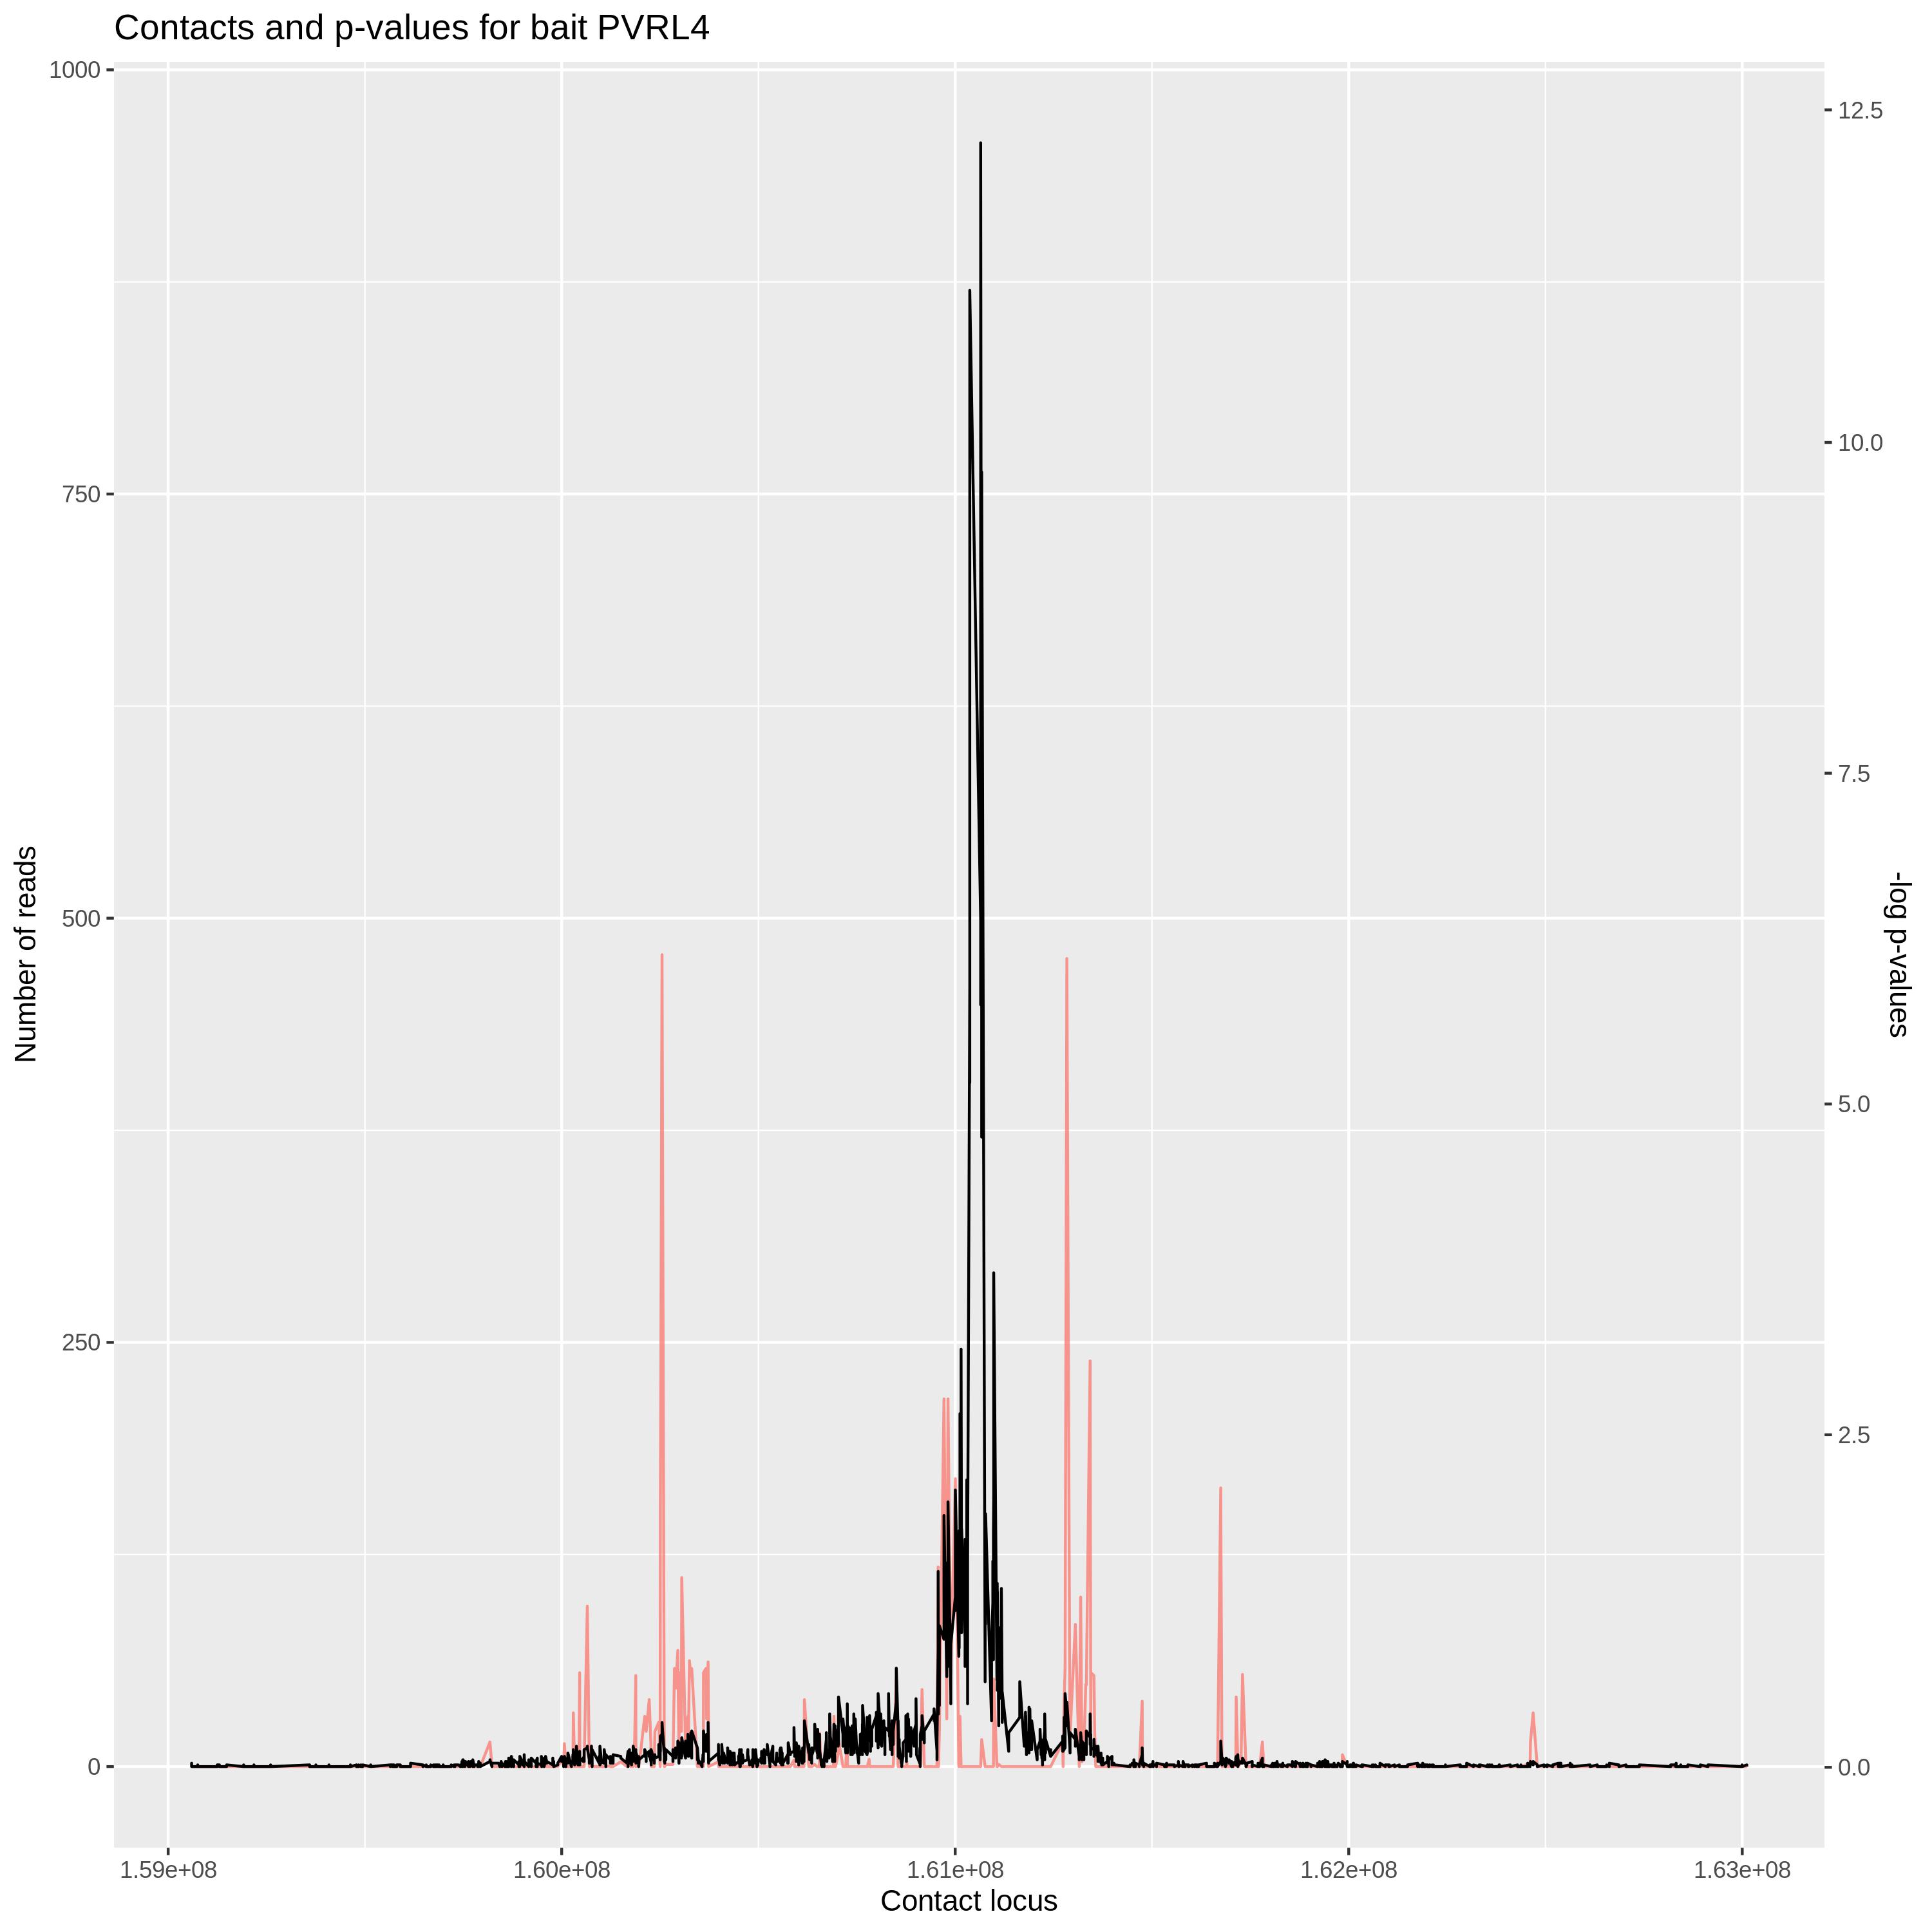 Contacts and p-values for bait PVRL4
1000
750
500
250
0
Number of reads
12.5
10.0
7.5
5.0
2.5
0.0
-log p-values
1.59e+08
1.60e+08
1.61e+08
1.62e+08
1.63e+08
Contact locus